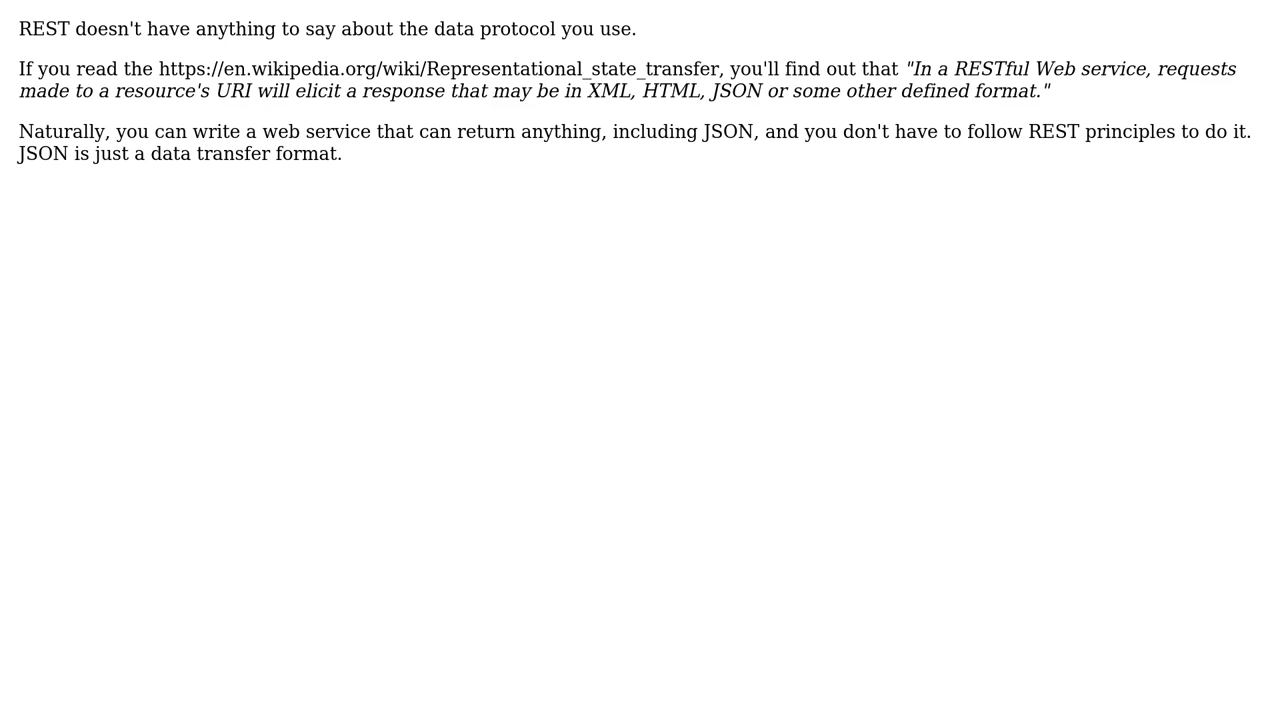 REST doesn't have anything to say about the data protocol you use.
If you read the https://en.wikipedia.org/wiki/Representational_state_transfer, you'll find out that "In a RESTful Web service, requests
made to a resource's URI will elicit a response that may be in XML, HTML, JSON or some other defined format."
Naturally, you can write a web service that can return anything, including JSON, and you don't have to follow REST principles to do it.
JSON is just a data transfer format.